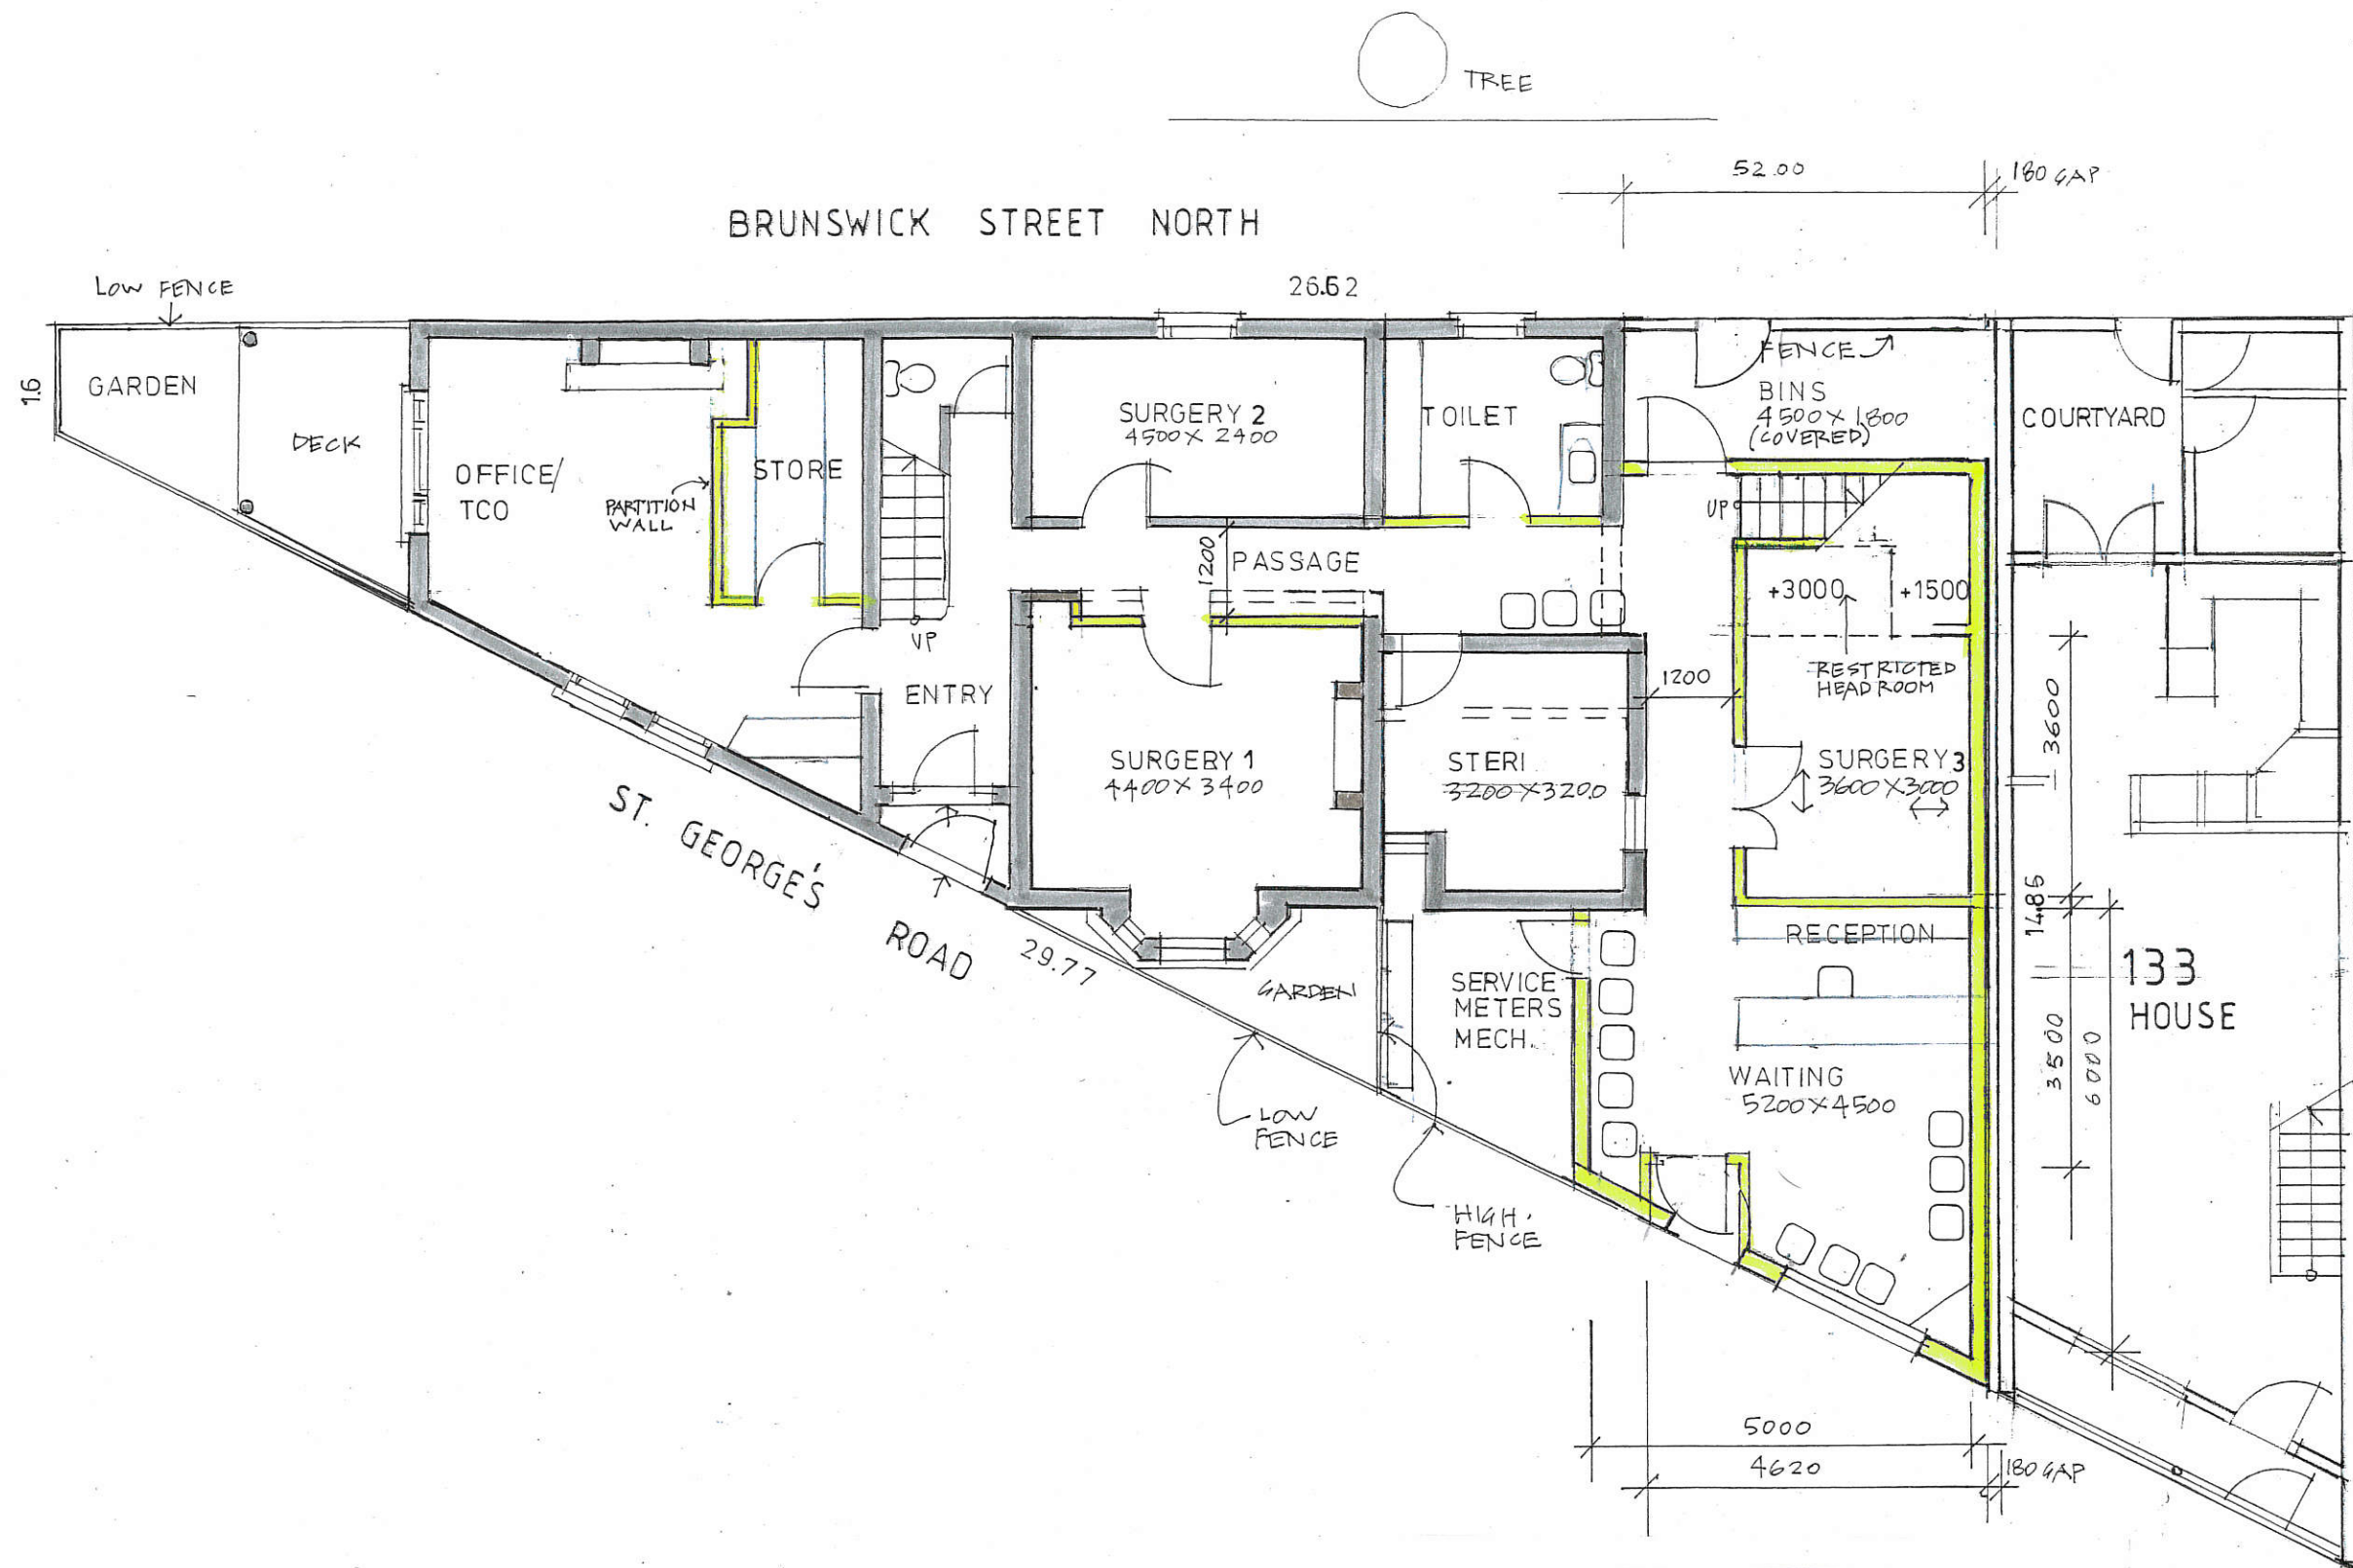 TREE
52.00
180 GAP
BRUNSWICK STREET NORTH
26.62
LOW FENCE
1.6
GARDEN
DECK
OFFICE/
TCO
PARTITION
WALL
STORE
UP
ENTRY
SURGERY 2
4500 X 2400
TOILET
FENCE
BINS
4500 X 1800
(COVERED)
COURTYARD
1200
PASSAGE
UP
+3000
+1500
RESTRICTED
HEAD ROOM
1200
3600
SURGERY 1
4400 X 3400
STERI
3200 X 3200
SURGERY 3
3600 X 3000
ST. GEORGE'S ROAD
29.77
GARDEN
SERVICE
METERS
MECH.
RECEPTION
14.85
133
HOUSE
3500
6000
WAITING
5200 X 4500
LOW
FENCE
HIGH.
FENCE
5000
4620
180 GAP